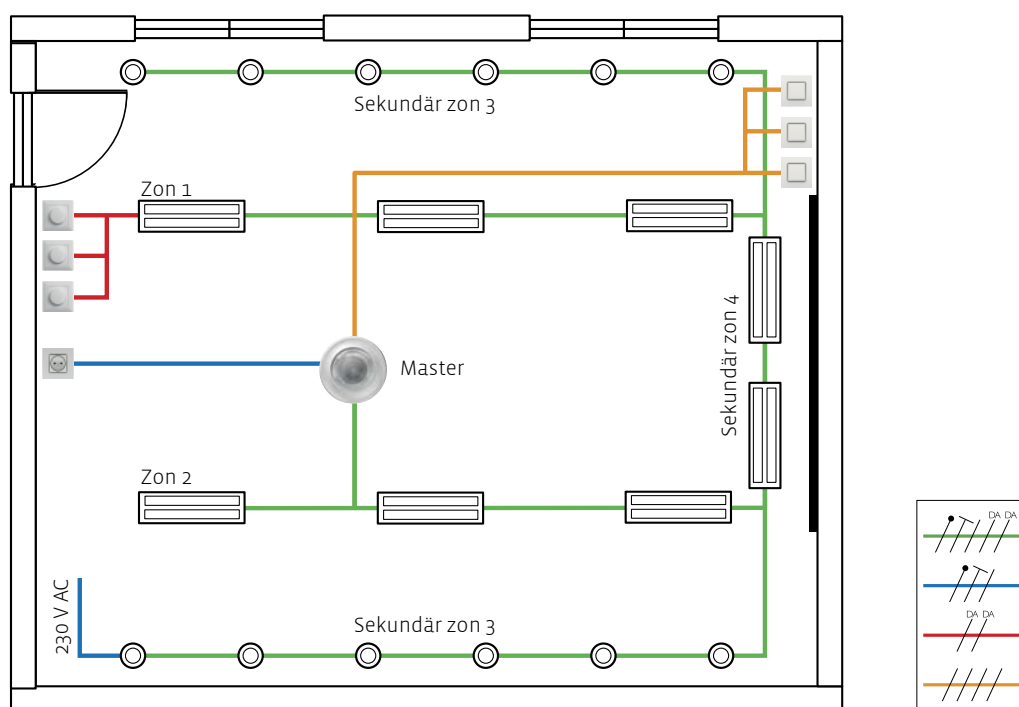 Sekundär zon 3
Zon 1
Sekundär zon 4
Master
Zon 2
DA DA
230 V AC
Sekundär zon 3
DA DA